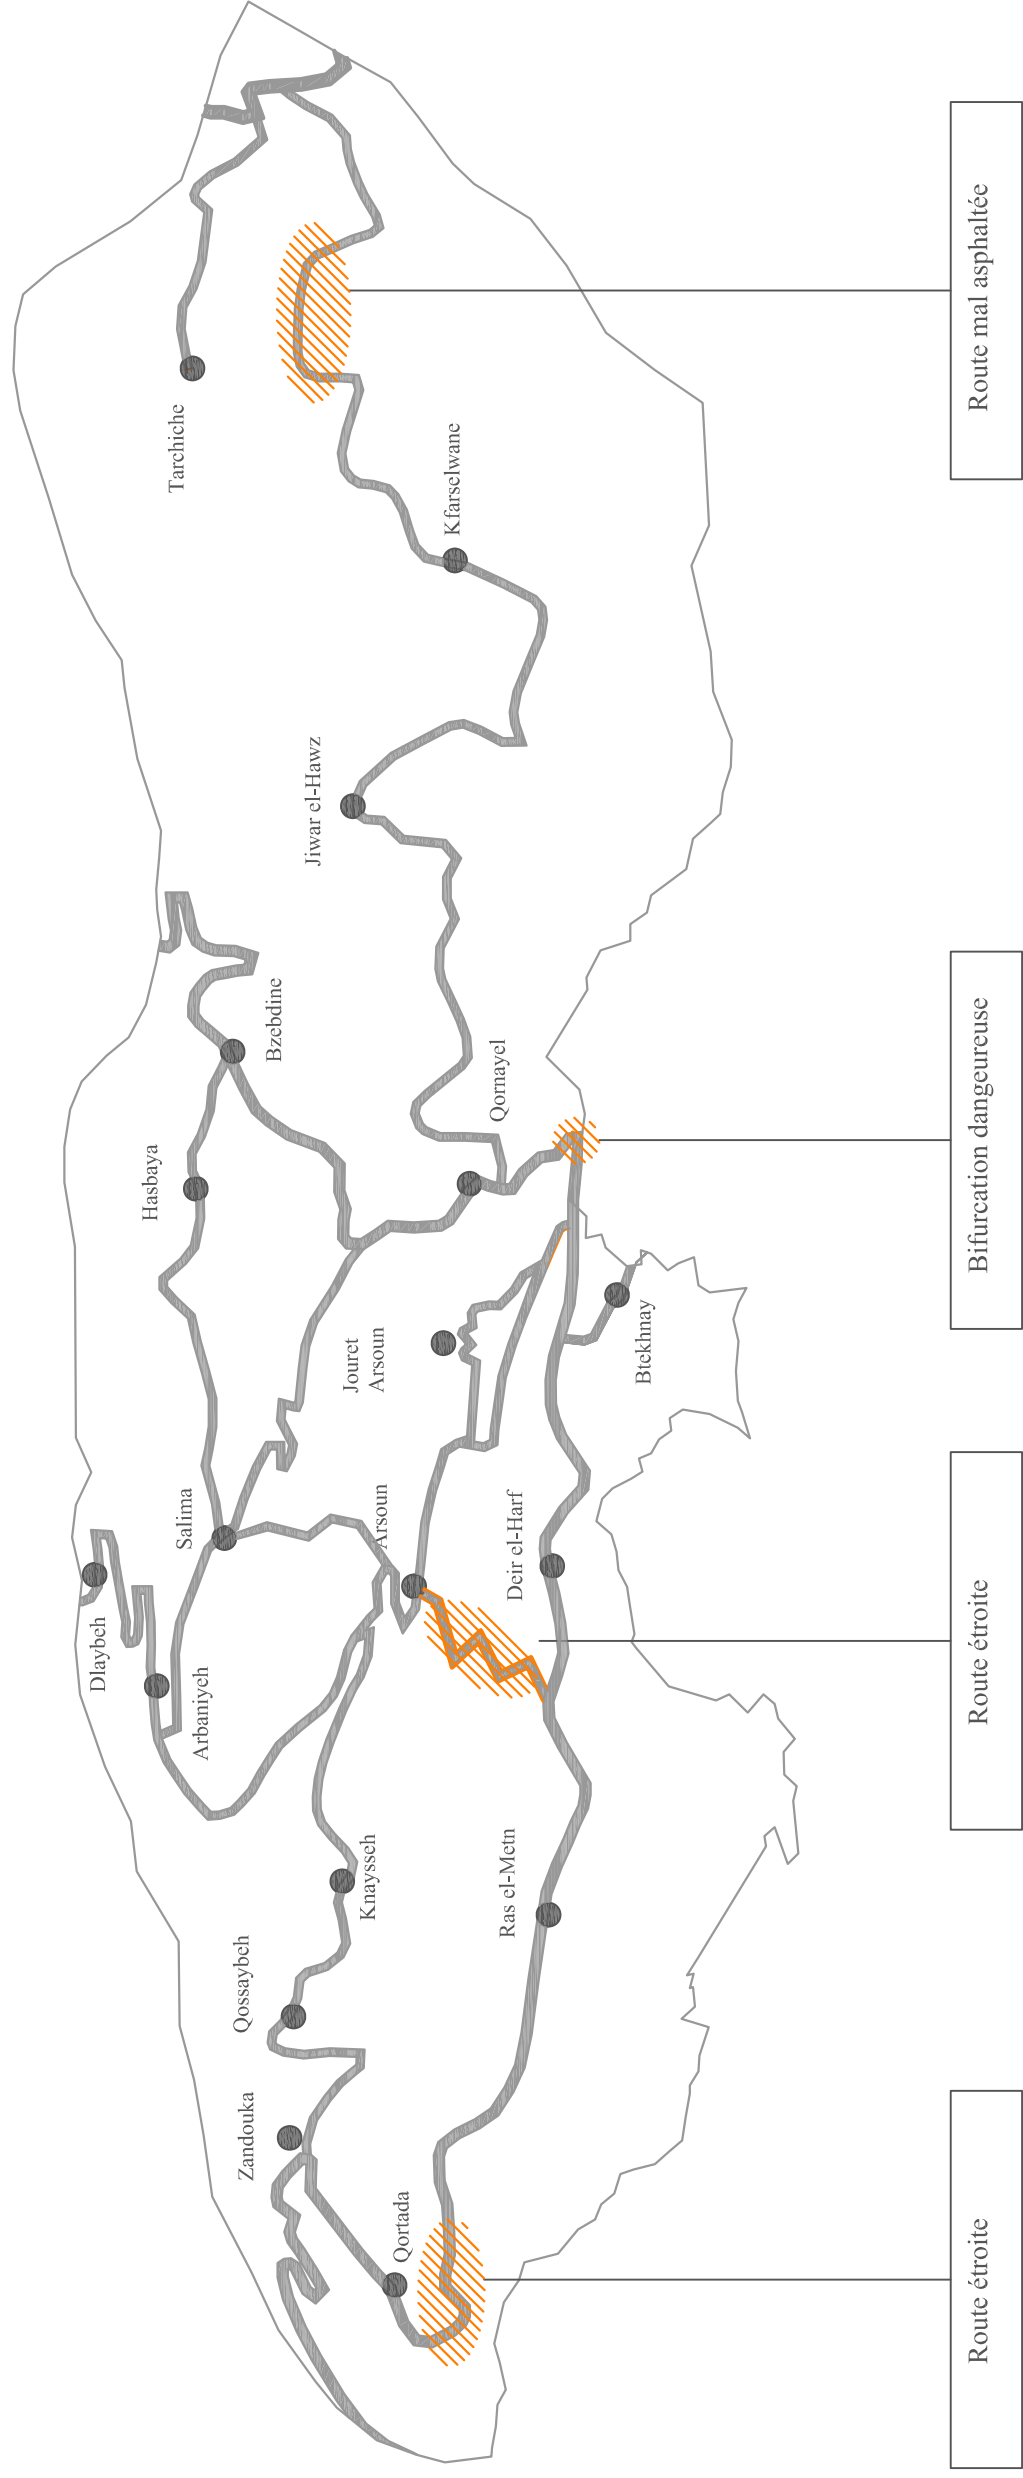 Tarchiche
Kfarselwane
Jiwar el-Hawz
Bzebdine
Qornayel
Hasbaya
Jouret
Arsoun
Btekhnay
Salima
Arsoun
Deir el-Harf
Dlaybeh
Arbaniyeh
Knaysseh
Ras el-Metn
Qossaybeh
Zandouka
Qortada
Route mal asphaltée
Bifurcation dangeureuse
Route étroite
Route étroite